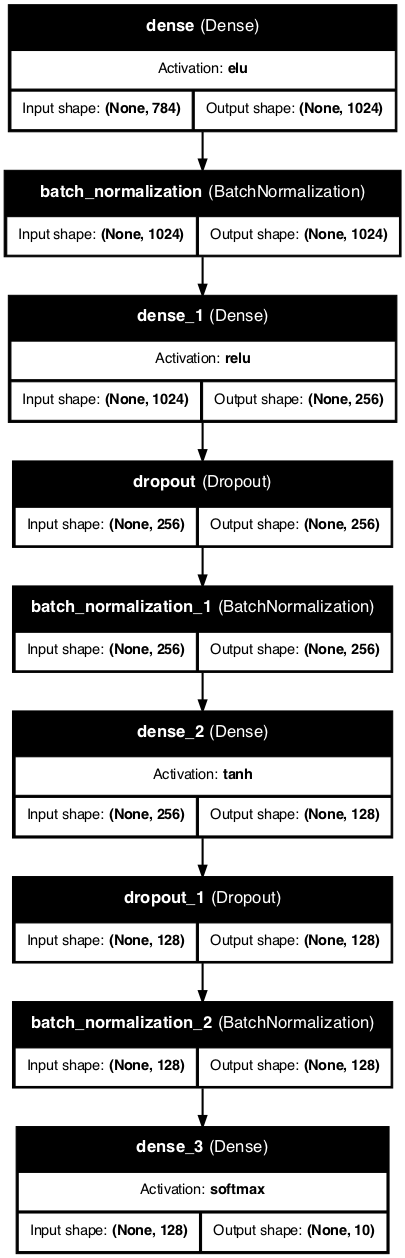 dense (Dense)
Activation: elu
Input shape: (None, 784) Output shape: (None, 1024)
batch_normalization (BatchNormalization)
Input shape: (None, 1024) Output shape: (None, 1024)
dense_1 (Dense)
Activation: relu
Input shape: (None, 1024) Output shape: (None, 256)
dropout (Dropout)
Input shape: (None, 256) Output shape: (None, 256)
batch_normalization_1 (BatchNormalization)
Input shape: (None, 256) Output shape: (None, 256)
dense_2 (Dense)
Activation: tanh
Input shape: (None, 256) Output shape: (None, 128)
dropout_1 (Dropout)
Input shape: (None, 128) Output shape: (None, 128)
batch_normalization_2 (BatchNormalization)
Input shape: (None, 128) Output shape: (None, 128)
dense_3 (Dense)
Activation: softmax
Input shape: (None, 128) Output shape: (None, 10)